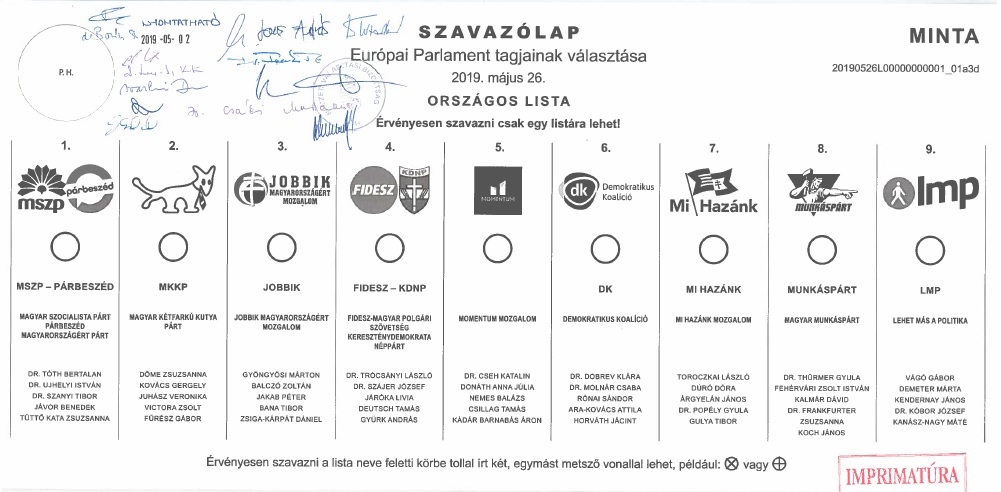 NYOMTATHATÓ
2019 -05- 02
P. H.
SZAVAZÓLAP
Európai Parlament tagjainak választása
2019. május 26.
ORSZÁGOS LISTA
Érvényesen szavazni csak egy listára lehet!
MINTA
20190526L00000000001_01a3d
1.
mszp párbeszéd
MSZP – PÁRBESZÉD
MAGYAR SZOCIALISTA PÁRT
PÁRBESZÉD
MAGYARORSZÁGÉRT PÁRT
DR. TÓTH BERTALAN
DR. UJHELYI ISTVÁN
DR. SZANYI TIBOR
JÁVOR BENEDEK
TÜTTŐ KATA ZSUZSANNA
2.
MKKP
MAGYAR KÉTFARKÚ KUTYA
PÁRT
DÖME ZSUZSANNA
KOVÁCS GERGELY
JUHÁSZ VERONIKA
VICTORA ZSOLT
FÜRÉSZ GÁBOR
3.
JOBBIK
MAGYARORSZÁGÉRT
MOZGALOM
JOBBIK
JOBBIK MAGYARORSZÁGÉRT
MOZGALOM
GYÖNGYÖSI MÁRTON
BALCZÓ ZOLTÁN
JAKAB PÉTER
BANA TIBOR
ZSIGA-KÁRPÁT DÁNIEL
4.
FIDESZ KDNP
FIDESZ – KDNP
FIDESZ-MAGYAR POLGÁRI
SZÖVETSÉG
KERESZTÉNYDEMOKRATA
NÉPPÁRT
DR. TRÓCSÁNYI LÁSZLÓ
DR. SZÁJER JÓZSEF
JÁRÓKA LÍVIA
DEUTSCH TAMÁS
GYÜRK ANDRÁS
5.
MOMENTUM
MOMENTUM MOZGALOM
DR. CSEH KATALIN
DONÁTH ANNA JÚLIA
NEMES BALÁZS
CSILLAG TAMÁS
KÁDÁR BARNABÁS ÁRON
6.
dk Demokratikus
Koalíció
DK
DEMOKRATIKUS KOALÍCIÓ
DR. DOBREV KLÁRA
DR. MOLNÁR CSABA
RÓNAI SÁNDOR
ARA-KOVÁCS ATTILA
HORVÁTH JÁCINT
7.
Mi Hazánk
MI HAZÁNK
MI HAZÁNK MOZGALOM
TOROCZKAI LÁSZLÓ
DÚRÓ DÓRA
ÁRGYELÁN JÁNOS
DR. POPÉLY GYULA
GULYA TIBOR
8.
MUNKÁSPÁRT
MUNKÁSPÁRT
MAGYAR MUNKÁSPÁRT
DR. THÜRMER GYULA
FEHÉRVÁRI ZSOLT ISTVÁN
KALMÁR DÁVID
DR. FRANKFURTER
ZSUZSANNA
KOCH JÁNOS
9.
lmp
LMP
LEHET MÁS A POLITIKA
VÁGÓ GÁBOR
DEMETER MÁRTA
KENDERNAY JÁNOS
DR. KÓBOR JÓZSEF
KANÁSZ-NAGY MÁTÉ
Érvényesen szavazni a lista neve feletti körbe tollal írt két, egymást metsző vonallal lehet, például: vagy
IMPRIMATÚRA